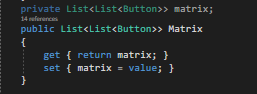 private List<List<Button>> matrix;
14 references
public List<List<Button>> Matrix
{
get { return matrix; }
set { matrix = value; }
}